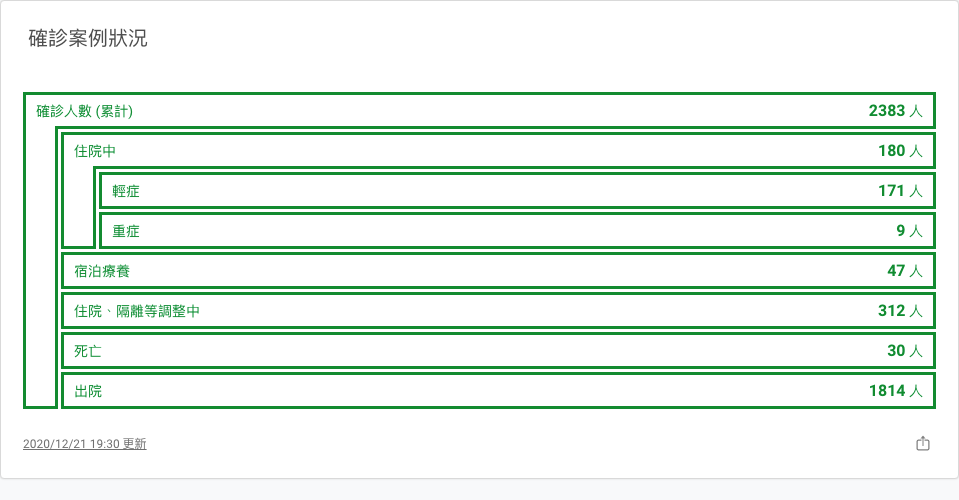 確診案例狀況
確診人數 (累計) 2383 人
住院中 180 人
輕症 171 人
重症 9 人
宿泊療養 47 人
住院、隔離等調整中 312 人
死亡 30 人
出院 1814 人
2020/12/21 19:30 更新